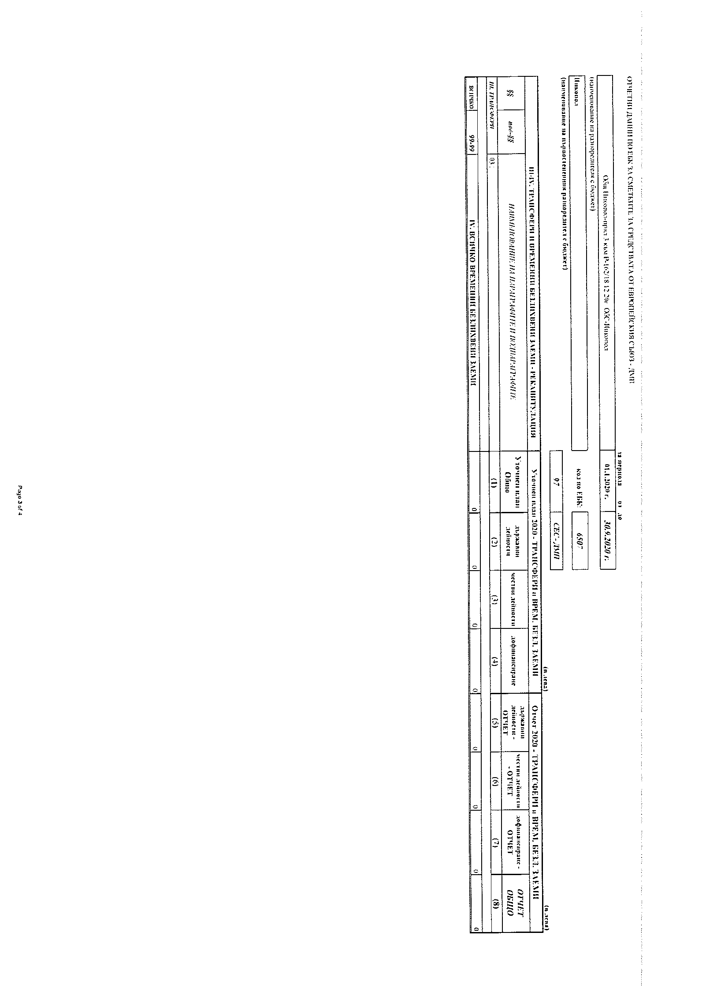 ОТЧЕТНИ ДАННИ ПО ЕБК ЗА СМЕТКИТЕ ЗА СРЕДСТВАТА ОТ ЕВРОПЕЙСКИЯ СЪЮЗ - ДМП
за периода от до
Общ Никопол-прил 3 към Р-162/18 12 20г ОбС-Никопол 01.1.2020 г. 30.9.2020 г.
(наименование на разпоредителя с бюджет)
Никопол код по ЕБК: 6507
(наименование на първостепенния разпоредител с бюджет)
97 СЕС - ДМП
(в лева) (в лева)
III-IV. ТРАНСФЕРИ И ВРЕМЕННИ БЕЗЛИХВЕНИ ЗАЕМИ - РЕКАПИТУЛАЦИЯ Уточнен план 2020 - ТРАНСФЕРИ и ВРЕМ. БЕЗЛ. ЗАЕМИ Отчет 2020 - ТРАНСФЕРИ и ВРЕМ. БЕЗЛ. ЗАЕМИ
§§ под-§§ НАИМЕНОВАНИЕ НА ПАРАГРАФИТЕ И ПОДПАРАГРАФИТЕ
Уточнен план Общо
държавни дейности
местни дейности
дофинансиране
държавни дейности - ОТЧЕТ
местни дейности - ОТЧЕТ
дофинансиране - ОТЧЕТ
ОТЧЕТ ОБЩО
III. ТРАНСФЕРИ 03 (1) (2) (3) (4) (5) (6) (7) (8)
ВСИЧКО 99-99 IV. ВСИЧКО ВРЕМЕННИ БЕЗЛИХВЕНИ ЗАЕМИ 0 0 0 0 0 0 0 0
Page 3 of 4